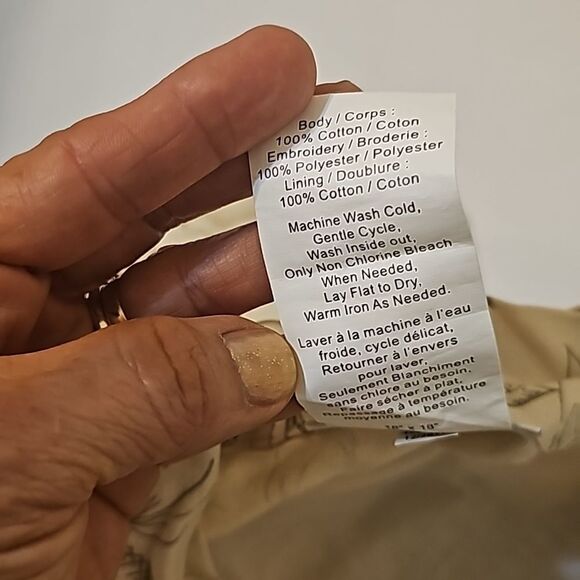 Body / Corps :
100% Cotton / Coton
Embroidery / Broderie :
100% Polyester / Polyester
Lining / Doublure :
100% Cotton / Coton
Machine Wash Cold,
Gentle Cycle,
Wash Inside out,
Only Non Chlorine Bleach
When Needed,
Lay Flat to Dry,
Warm Iron As Needed.
Laver à la machine à l'eau
froide, cycle délicat,
Retourner à l'envers
pour laver,
Seulement Blanchiment
sans chlore au besoin.
Faire sécher à plat,
Repassage à température
moyenne au besoin.
18" x 18"